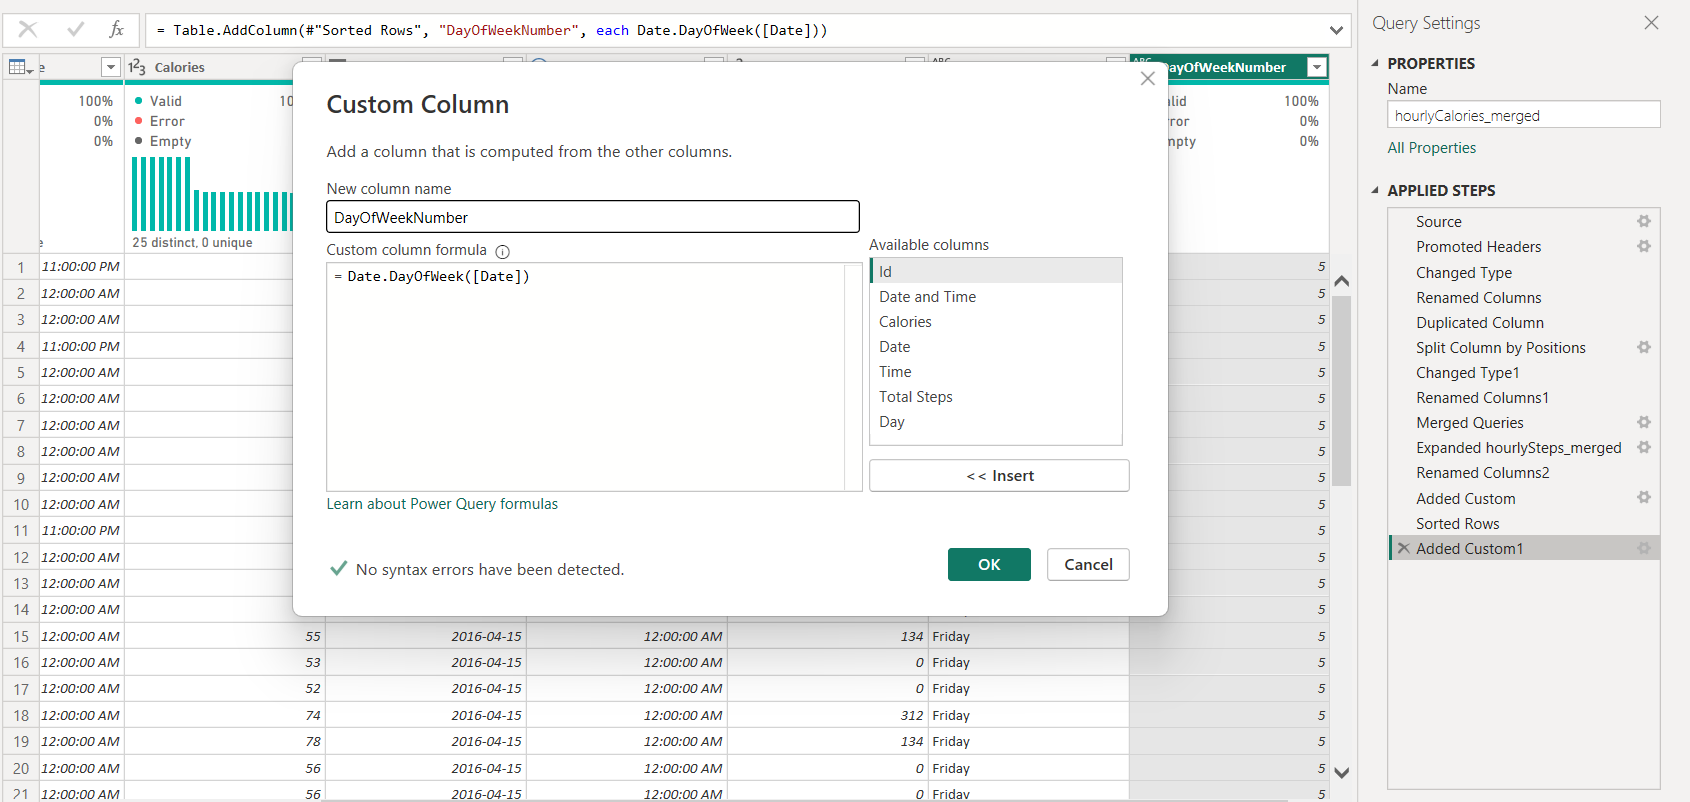 fx
= Table.AddColumn(#"Sorted Rows", "DayOfWeekNumber", each Date.DayOfWeek([Date]))
Query Settings
PROPERTIES
Name
hourlyCalories_merged
All Properties
APPLIED STEPS
Source
Promoted Headers
Changed Type
Renamed Columns
Duplicated Column
Split Column by Positions
Changed Type1
Renamed Columns1
Merged Queries
Expanded hourlySteps_merged
Renamed Columns2
Added Custom
Sorted Rows
Added Custom1
e 123 Calories ayOfWeekNumber
100% Valid 10 lid 100%
0% Error ror 0%
0% Empty npty 0%
25 distinct, 0 unique
Custom Column
Add a column that is computed from the other columns.
New column name
DayOfWeekNumber
Custom column formula
= Date.DayOfWeek([Date])
Available columns
Id
Date and Time
Calories
Date
Time
Total Steps
Day
<< Insert
Learn about Power Query formulas
No syntax errors have been detected.
OK
Cancel
1 11:00:00 PM 5
2 12:00:00 AM 5
3 12:00:00 AM 5
4 11:00:00 PM 5
5 12:00:00 AM 5
6 12:00:00 AM 5
7 12:00:00 AM 5
8 12:00:00 AM 5
9 12:00:00 AM 5
10 12:00:00 AM 5
11 11:00:00 PM 5
12 12:00:00 AM 5
13 12:00:00 AM 5
14 12:00:00 AM 5
15 12:00:00 AM 55 2016-04-15 12:00:00 AM 134 Friday 5
16 12:00:00 AM 53 2016-04-15 12:00:00 AM 0 Friday 5
17 12:00:00 AM 52 2016-04-15 12:00:00 AM 0 Friday 5
18 12:00:00 AM 74 2016-04-15 12:00:00 AM 312 Friday 5
19 12:00:00 AM 78 2016-04-15 12:00:00 AM 134 Friday 5
20 12:00:00 AM 56 2016-04-15 12:00:00 AM 0 Friday 5
21 12:00:00 AM 56 2016-04-15 12:00:00 AM 0 Friday 5